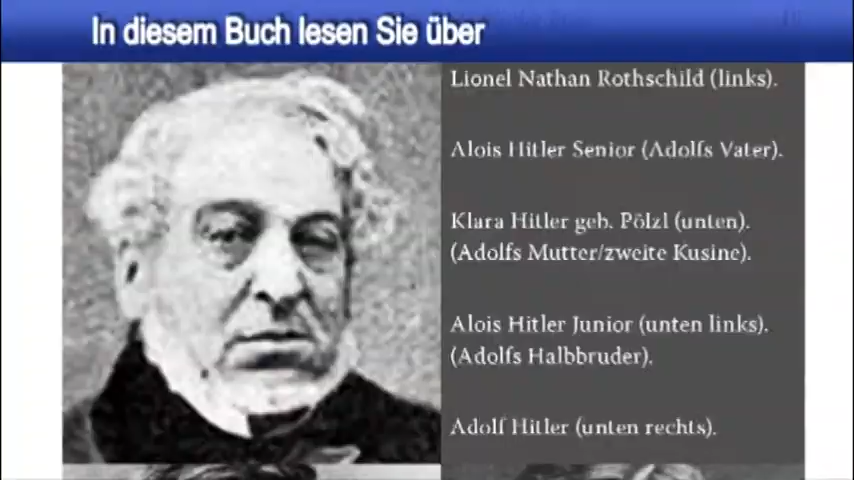 In diesem Buch lesen Sie über
Lionel Nathan Rothschild (links).
Alois Hitler Senior (Adolfs Vater).
Klara Hitler geb. Pölzl (unten).
(Adolfs Mutter/zweite Kusine).
Alois Hitler Junior (unten links).
(Adolfs Halbbruder).
Adolf Hitler (unten rechts).